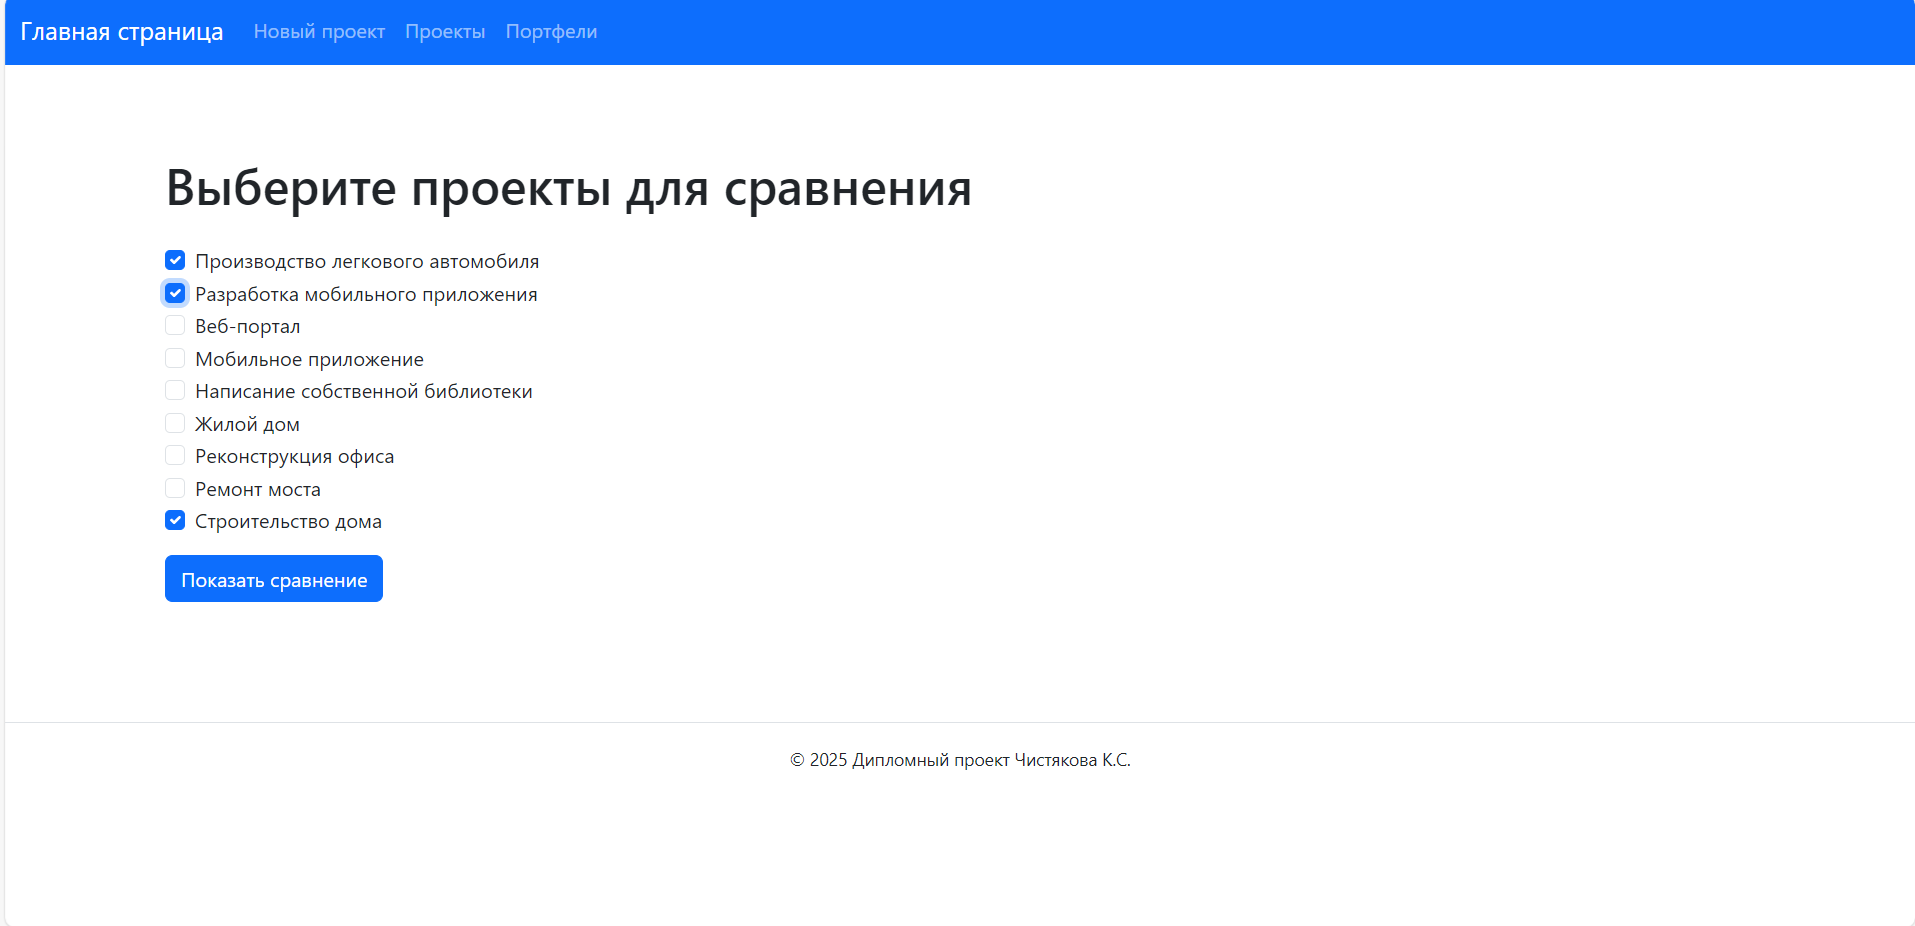 Главная страница Новый проект Проекты Портфели
Выберите проекты для сравнения
Производство легкового автомобиля
Разработка мобильного приложения
Веб-портал
Мобильное приложение
Написание собственной библиотеки
Жилой дом
Реконструкция офиса
Ремонт моста
Строительство дома
Показать сравнение
© 2025 Дипломный проект Чистякова К.С.